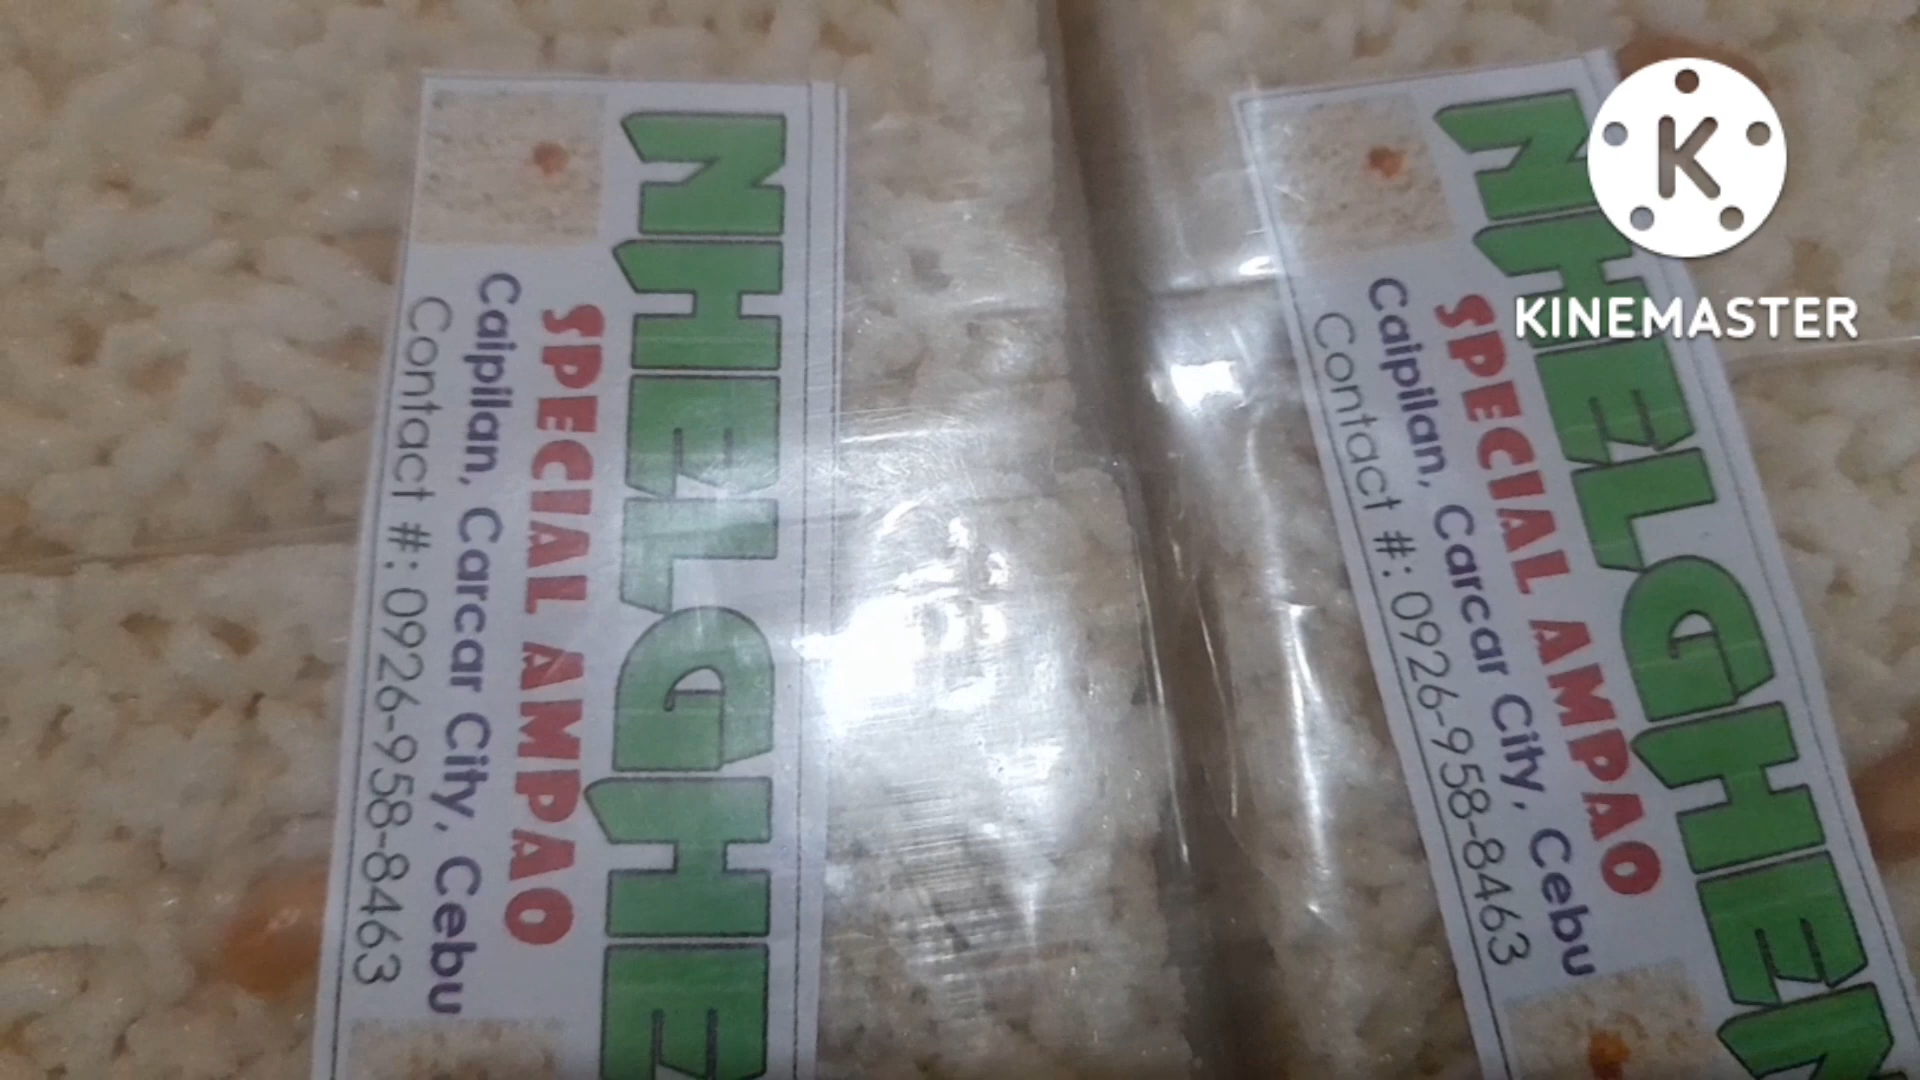 NHELGHE
SPECIAL AMPAO
Caipilan, Carcar City, Cebu
Contact #: 0926-958-8463
NHELGHEN
SPECIAL AMPAO
Caipilan, Carcar City, Cebu
Contact #: 0926-958-8463
K
KINEMASTER